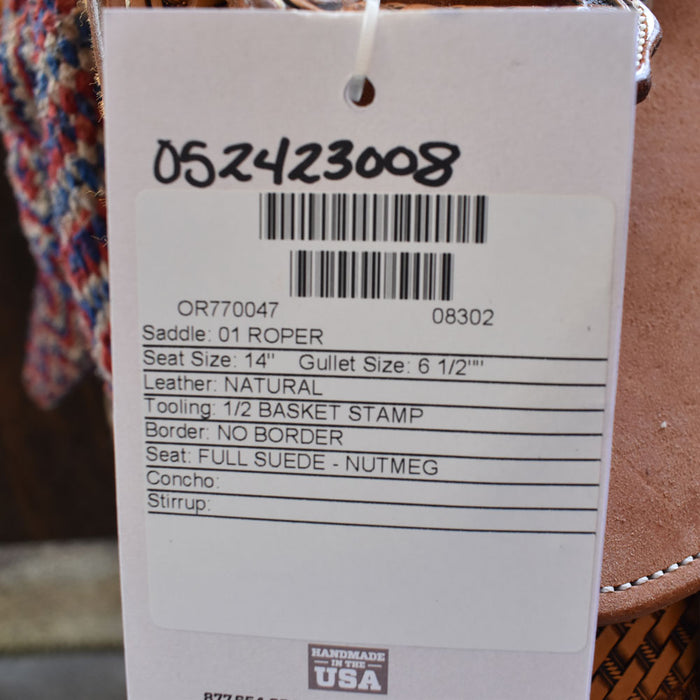 052423008
OR770047 08302
Saddle: 01 ROPER
Seat Size: 14" Gullet Size: 6 1/2""
Leather: NATURAL
Tooling: 1/2 BASKET STAMP
Border: NO BORDER
Seat: FULL SUEDE - NUTMEG
Concho:
Stirrup:
HANDMADE
IN THE
USA